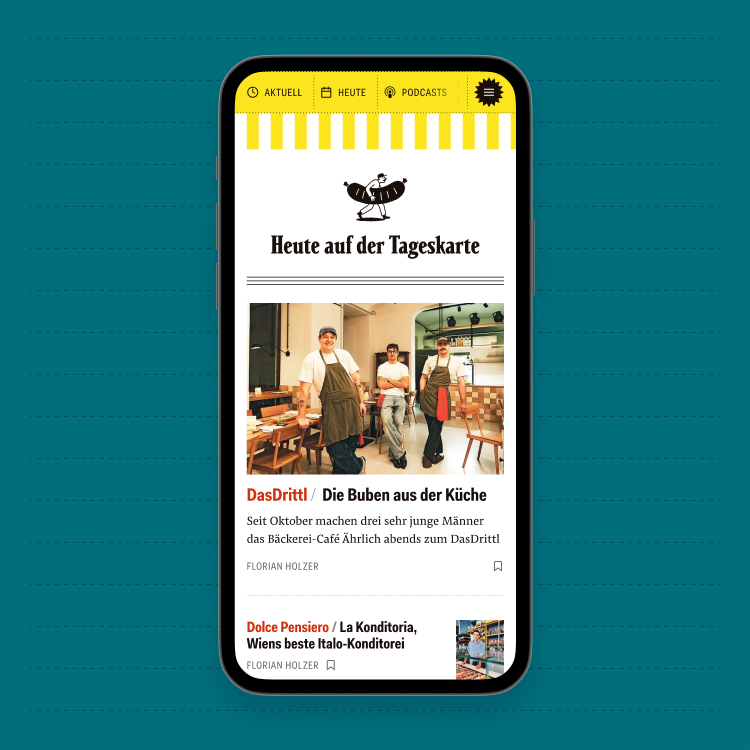 AKTUELL
HEUTE
PODCASTS
Heute auf der Tageskarte
DasDrittl / Die Buben aus der Küche
Seit Oktober machen drei sehr junge Männer
das Bäckerei-Café Ährlich abends zum DasDrittl
FLORIAN HOLZER
Dolce Pensiero / La Konditoria,
Wiens beste Italo-Konditorei
FLORIAN HOLZER